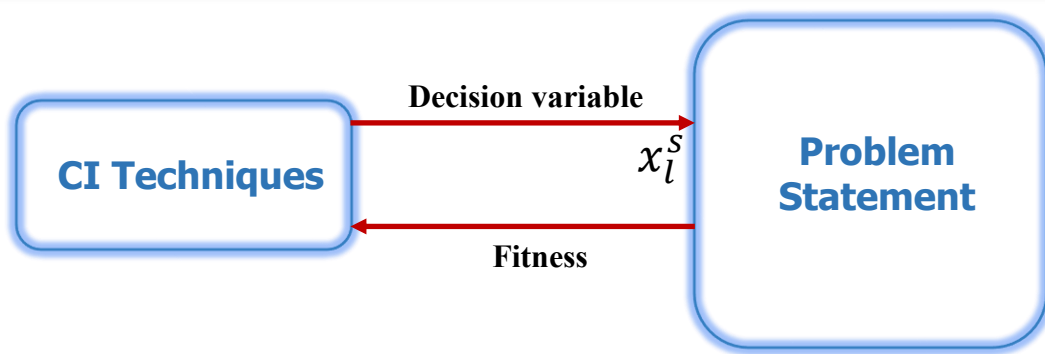 Decision variable
CI Techniques
x_l^s
Problem
Statement
Fitness